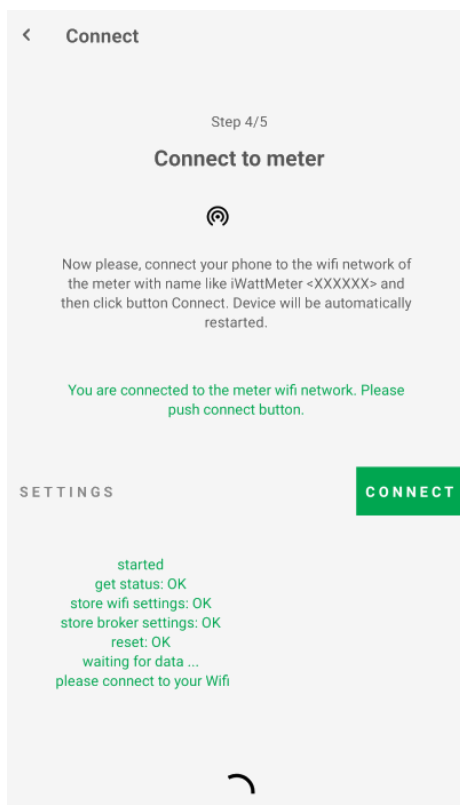 Connect
Step 4/5
Connect to meter
Now please, connect your phone to the wifi network of
the meter with name like iWattMeter <XXXXXX> and
then click button Connect. Device will be automatically
restarted.
You are connected to the meter wifi network. Please
push connect button.
SETTINGS
CONNECT
started
get status: OK
store wifi settings: OK
store broker settings: OK
reset: OK
waiting for data ...
please connect to your Wifi